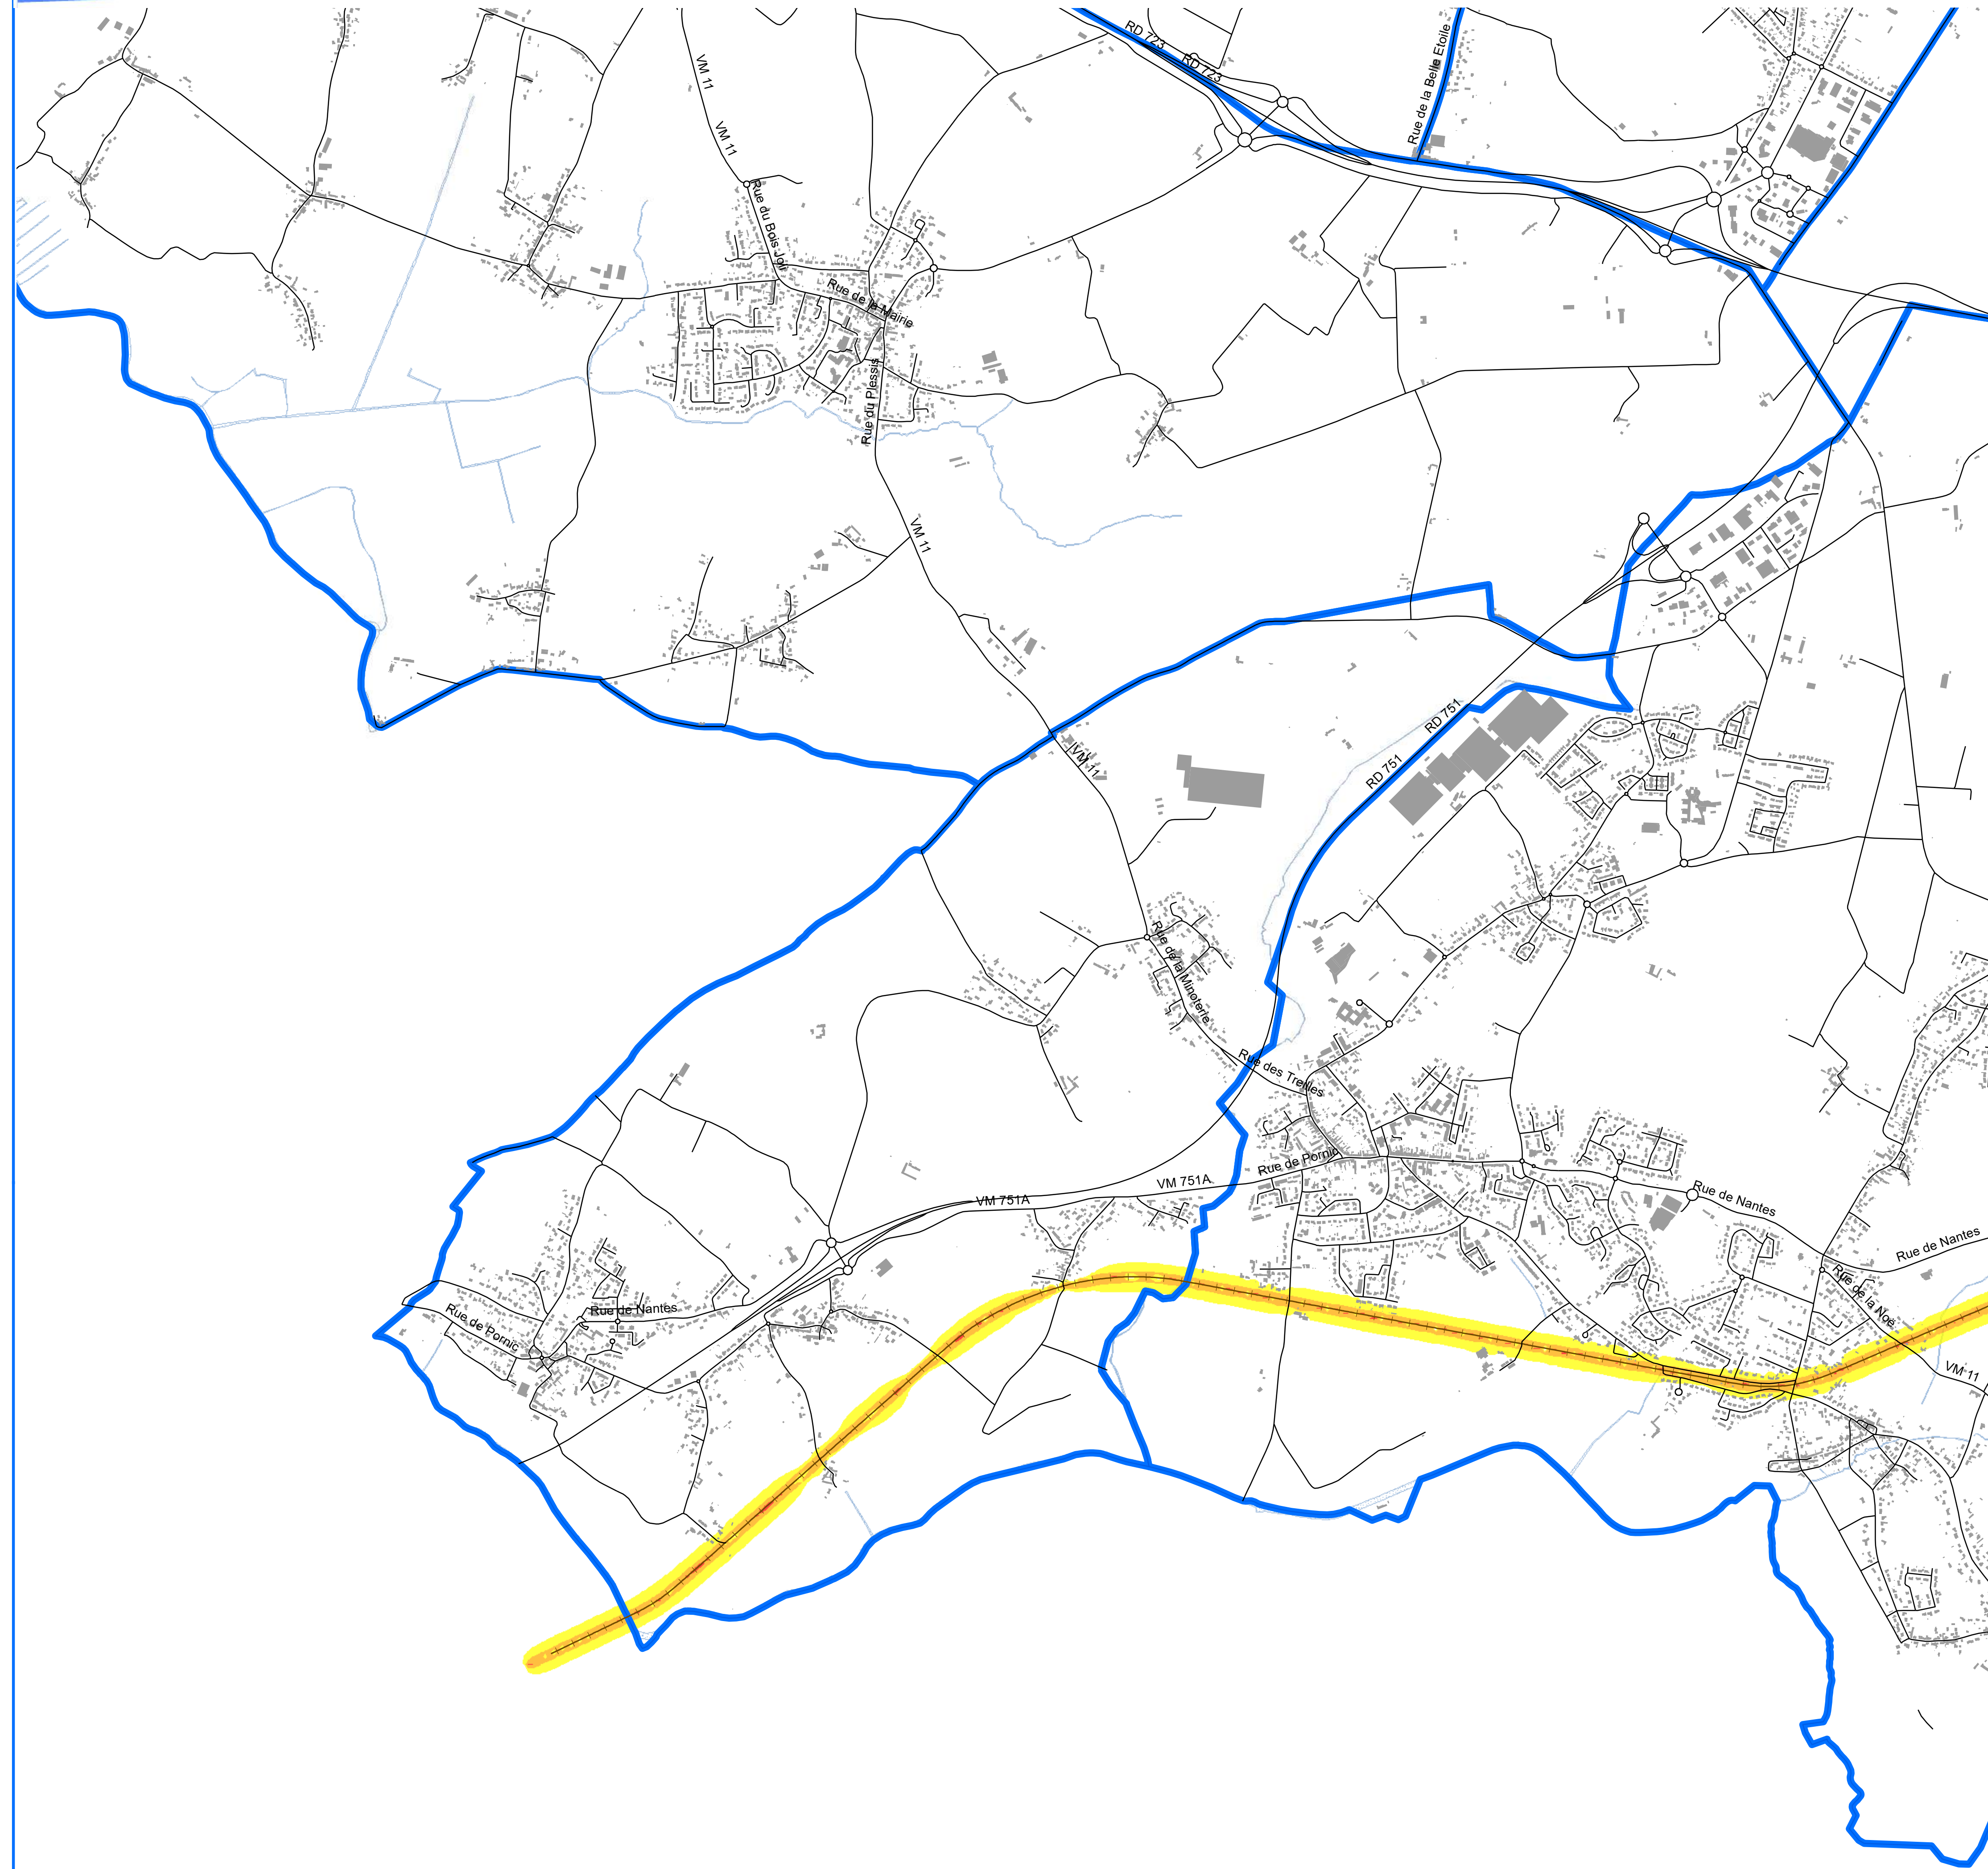 RD 723
RD 723
Rue de la Belle Etoile
VM 11
VM 11
Rue du Bois Joli
Rue de la Mairie
Rue du Plessis
VM 11
RD 751
RD 751
VM 11
Rue de la Minoterie
Rue des Treilles
Rue de Pornic
VM 751A
VM 751A
Rue de Nantes
Rue de Nantes
Rue de la Noë
VM 11
Rue de Nantes
Rue de Pornic